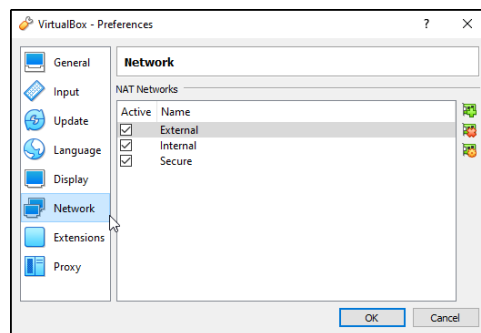 VirtualBox - Preferences ? ×
General
Input
Update
Language
Display
Network
Extensions
Proxy
Network
NAT Networks
Active Name
External
Internal
Secure
OK Cancel